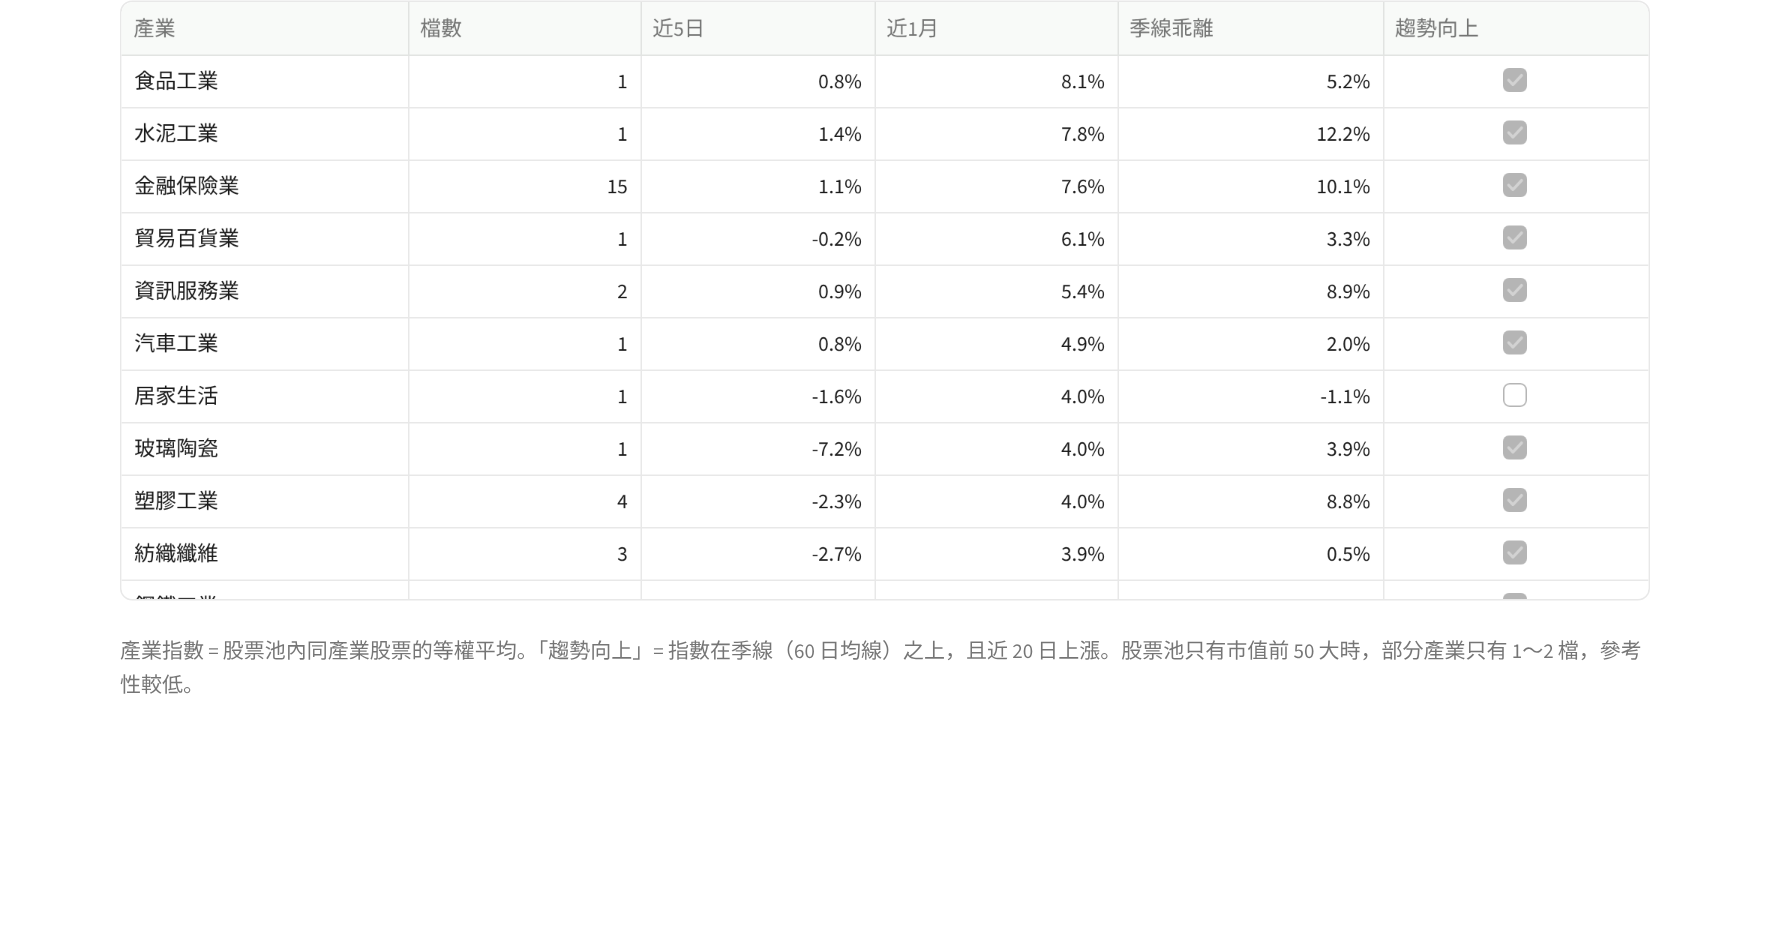 產業 檔數 近5日 近1月 季線乖離 趨勢向上
食品工業 1 0.8% 8.1% 5.2%
水泥工業 1 1.4% 7.8% 12.2%
金融保險業 15 1.1% 7.6% 10.1%
貿易百貨業 1 -0.2% 6.1% 3.3%
資訊服務業 2 0.9% 5.4% 8.9%
汽車工業 1 0.8% 4.9% 2.0%
居家生活 1 -1.6% 4.0% -1.1%
玻璃陶瓷 1 -7.2% 4.0% 3.9%
塑膠工業 4 -2.3% 4.0% 8.8%
紡織纖維 3 -2.7% 3.9% 0.5%
產業指數 = 股票池內同產業股票的等權平均。「趨勢向上」= 指數在季線（60 日均線）之上，且近 20 日上漲。股票池只有市值前 50 大時，部分產業只有 1～2 檔，參考
性較低。